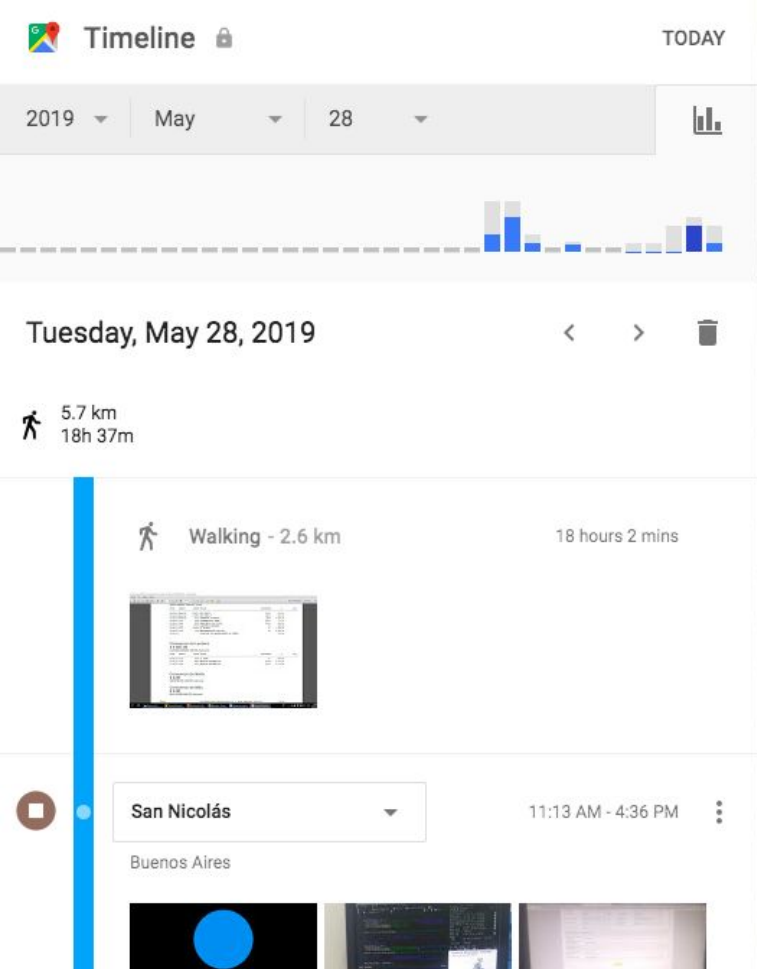 Timeline
TODAY
2019 May 28
Tuesday, May 28, 2019
5.7 km
18h 37m
Walking - 2.6 km 18 hours 2 mins
San Nicolás 11:13 AM - 4:36 PM
Buenos Aires